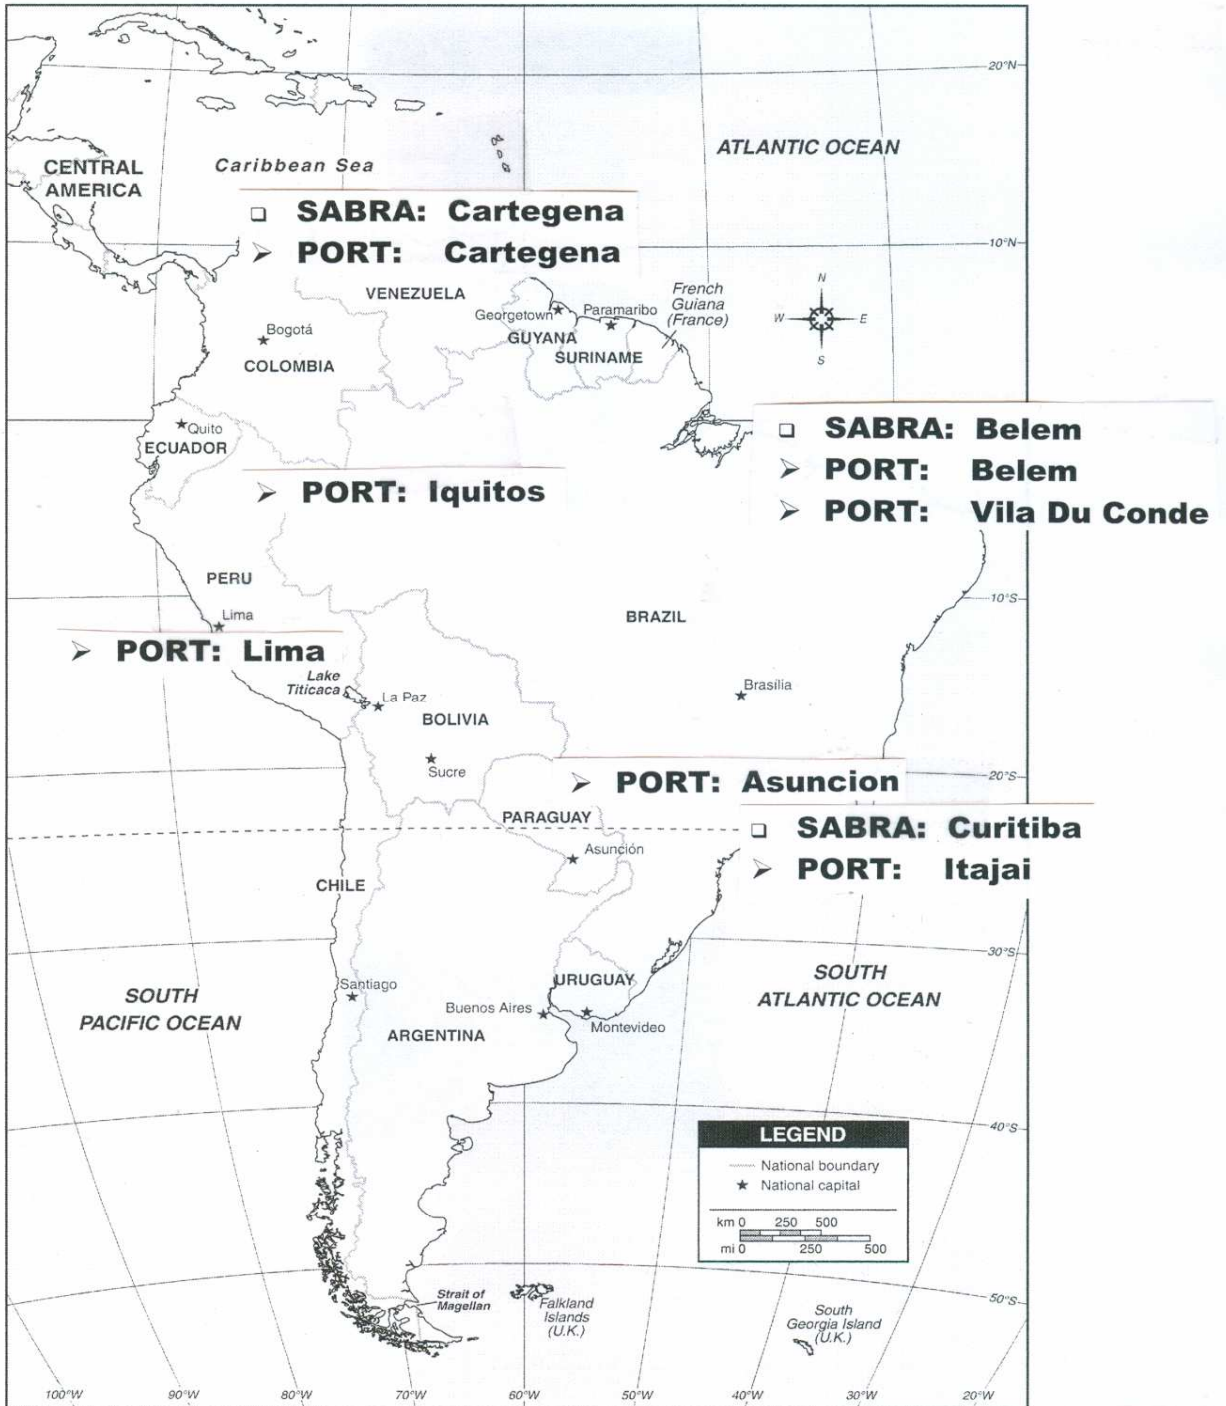 20°N
ATLANTIC OCEAN
CENTRAL
AMERICA
Caribbean Sea
❑ SABRA: Cartegena
➢ PORT: Cartegena
10°N
VENEZUELA
French
Guiana
(France)
Georgetown
Paramaribo
GUYANA
SURINAME
N
W
E
S
Bogotá
COLOMBIA
Quito
ECUADOR
❑ SABRA: Belem
➢ PORT: Belem
➢ PORT: Vila Du Conde
➢ PORT: Iquitos
PERU
10°S
BRAZIL
Lima
➢ PORT: Lima
Lake
Titicaca
La Paz
Brasília
BOLIVIA
Sucre
20°S
➢ PORT: Asuncion
PARAGUAY
❑ SABRA: Curitiba
➢ PORT: Itajai
Asunción
CHILE
30°S
URUGUAY
SOUTH
ATLANTIC OCEAN
Santiago
SOUTH
PACIFIC OCEAN
Buenos Aires
Montevideo
ARGENTINA
LEGEND
National boundary
National capital
km 0 250 500
mi 0 250 500
40°S
50°S
Strait of
Magellan
Falkland
Islands
(U.K.)
South
Georgia Island
(U.K.)
100°W 90°W 80°W 70°W 60°W 50°W 40°W 30°W 20°W